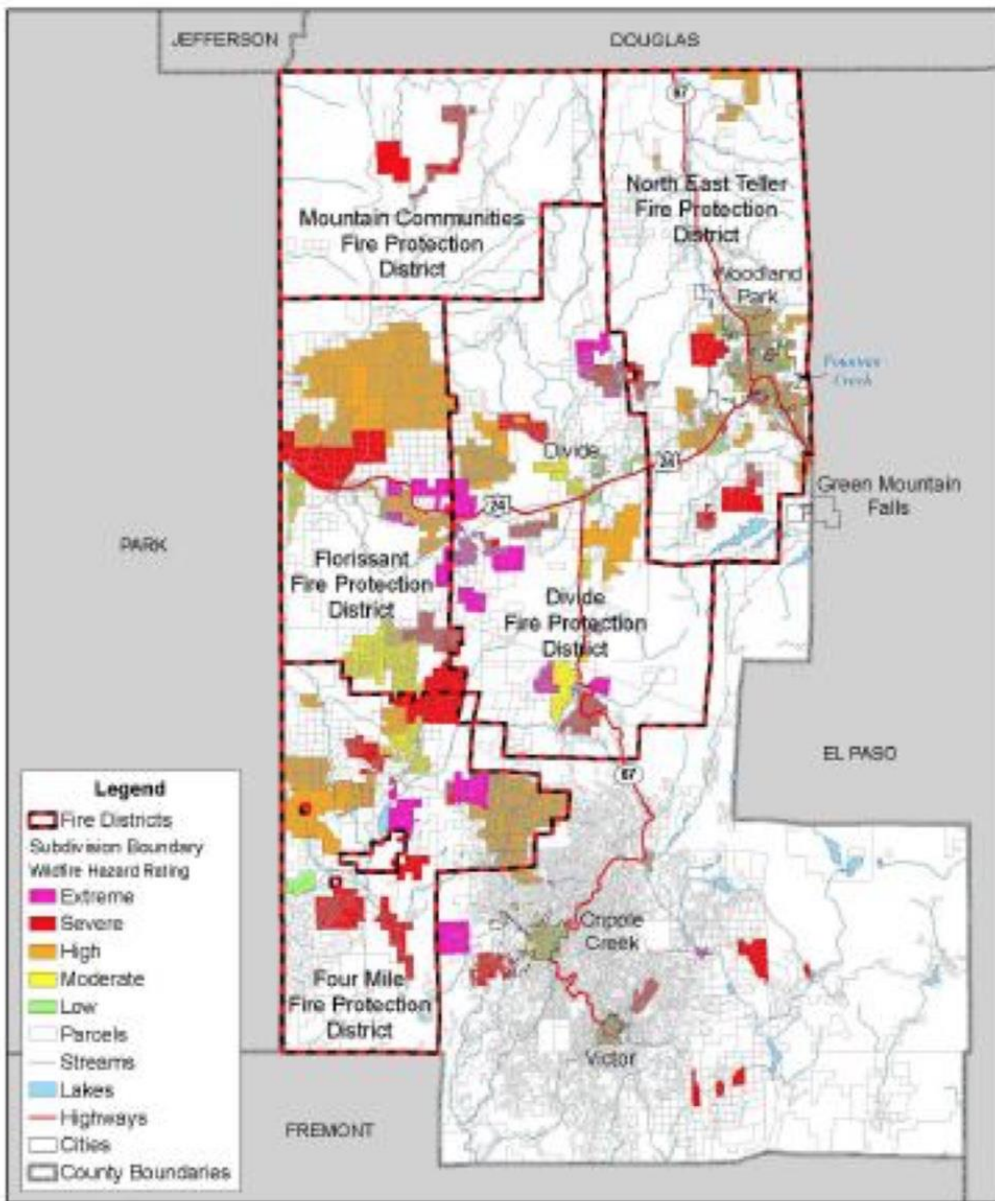 JEFFERSON
DOUGLAS
67
North East Teller
Fire Protection
District
Mountain Communities
Fire Protection
District
Woodland
Park
Fountain
Creek
Divide
24
24
Green Mountain
Falls
PARK
Florissant
Fire Protection
District
Divide
Fire Protection
District
EL PASO
67
Legend
Fire Districts
Subdivision Boundary
Wildfire Hazard Rating
Extreme
Severe
High
Moderate
Low
Parcels
Streams
Lakes
Highways
Cities
County Boundaries
Cripple
Creek
Four Mile
Fire Protection
District
Victor
FREMONT